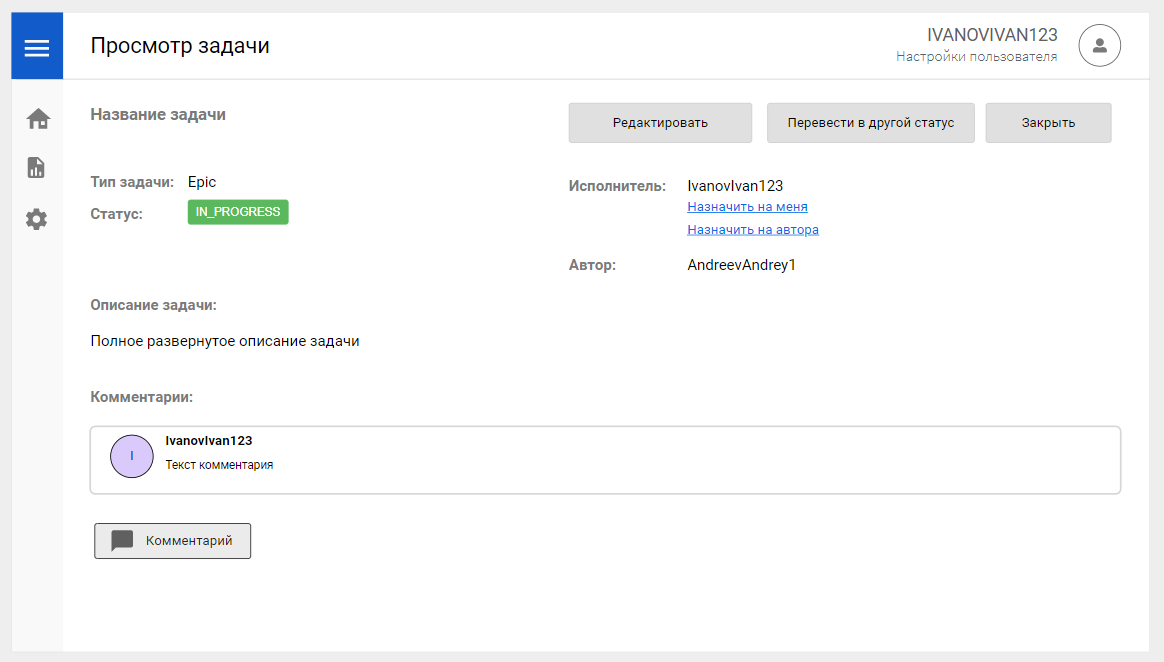 Просмотр задачи
IVANOVIVAN123
Настройки пользователя
Название задачи
Редактировать
Перевести в другой статус
Закрыть
Тип задачи: Epic
Статус: IN_PROGRESS
Исполнитель: IvanovIvan123
Назначить на меня
Назначить на автора
Автор: AndreevAndrey1
Описание задачи:
Полное развернутое описание задачи
Комментарии:
I
IvanovIvan123
Текст комментария
Комментарий